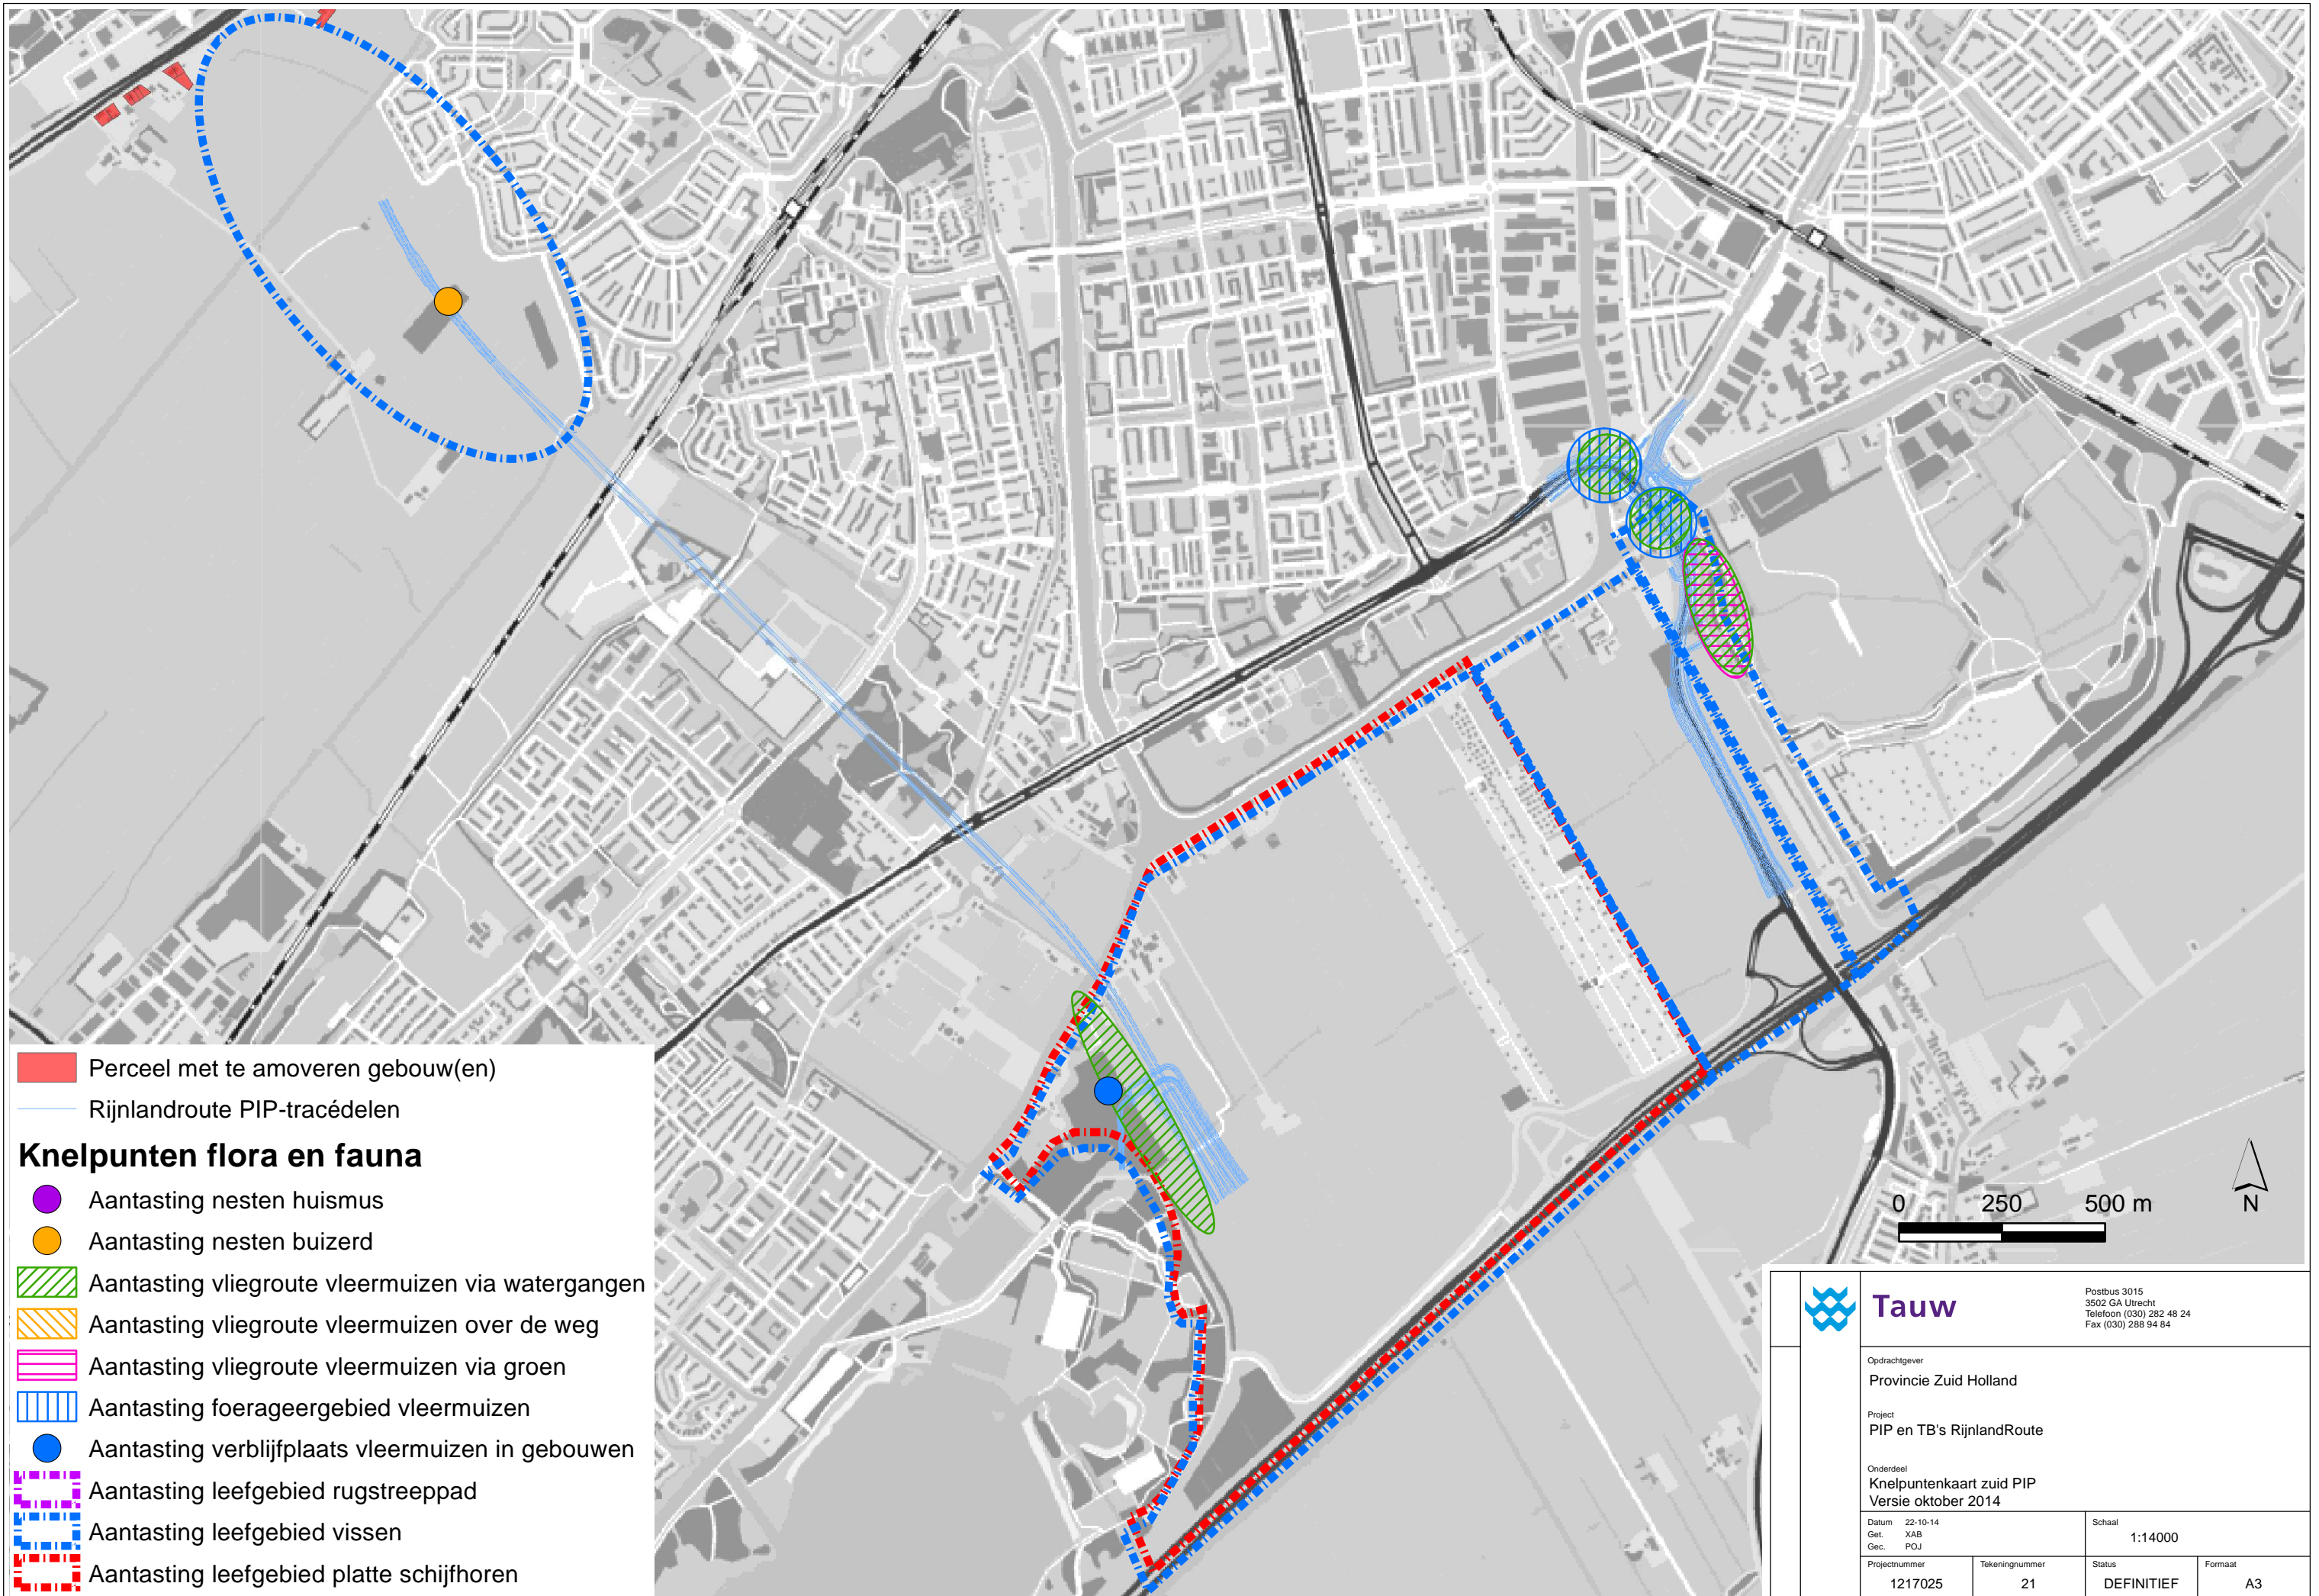 Perceel met te amoveren gebouw(en)
Rijnlandroute PIP-tracédelen
Knelpunten flora en fauna
Aantasting nesten huismus
Aantasting nesten buizerd
Aantasting vliegroute vleermuizen via watergangen
Aantasting vliegroute vleermuizen over de weg
Aantasting vliegroute vleermuizen via groen
Aantasting foerageergebied vleermuizen
Aantasting verblijfplaats vleermuizen in gebouwen
Aantasting leefgebied rugstreeppad
Aantasting leefgebied vissen
Aantasting leefgebied platte schijfhoren
0 250 500 m
N
Tauw
Postbus 3015
3502 GA Utrecht
Telefoon (030) 282 48 24
Fax (030) 288 94 84
Opdrachtgever
Provincie Zuid Holland
Project
PIP en TB's RijnlandRoute
Onderdeel
Knelpuntenkaart zuid PIP
Versie oktober 2014
Datum 22-10-14
Get. XAB
Gec. POJ
Schaal
1:14000
Projectnummer
1217025
Tekeningnummer
21
Status
DEFINITIEF
Formaat
A3